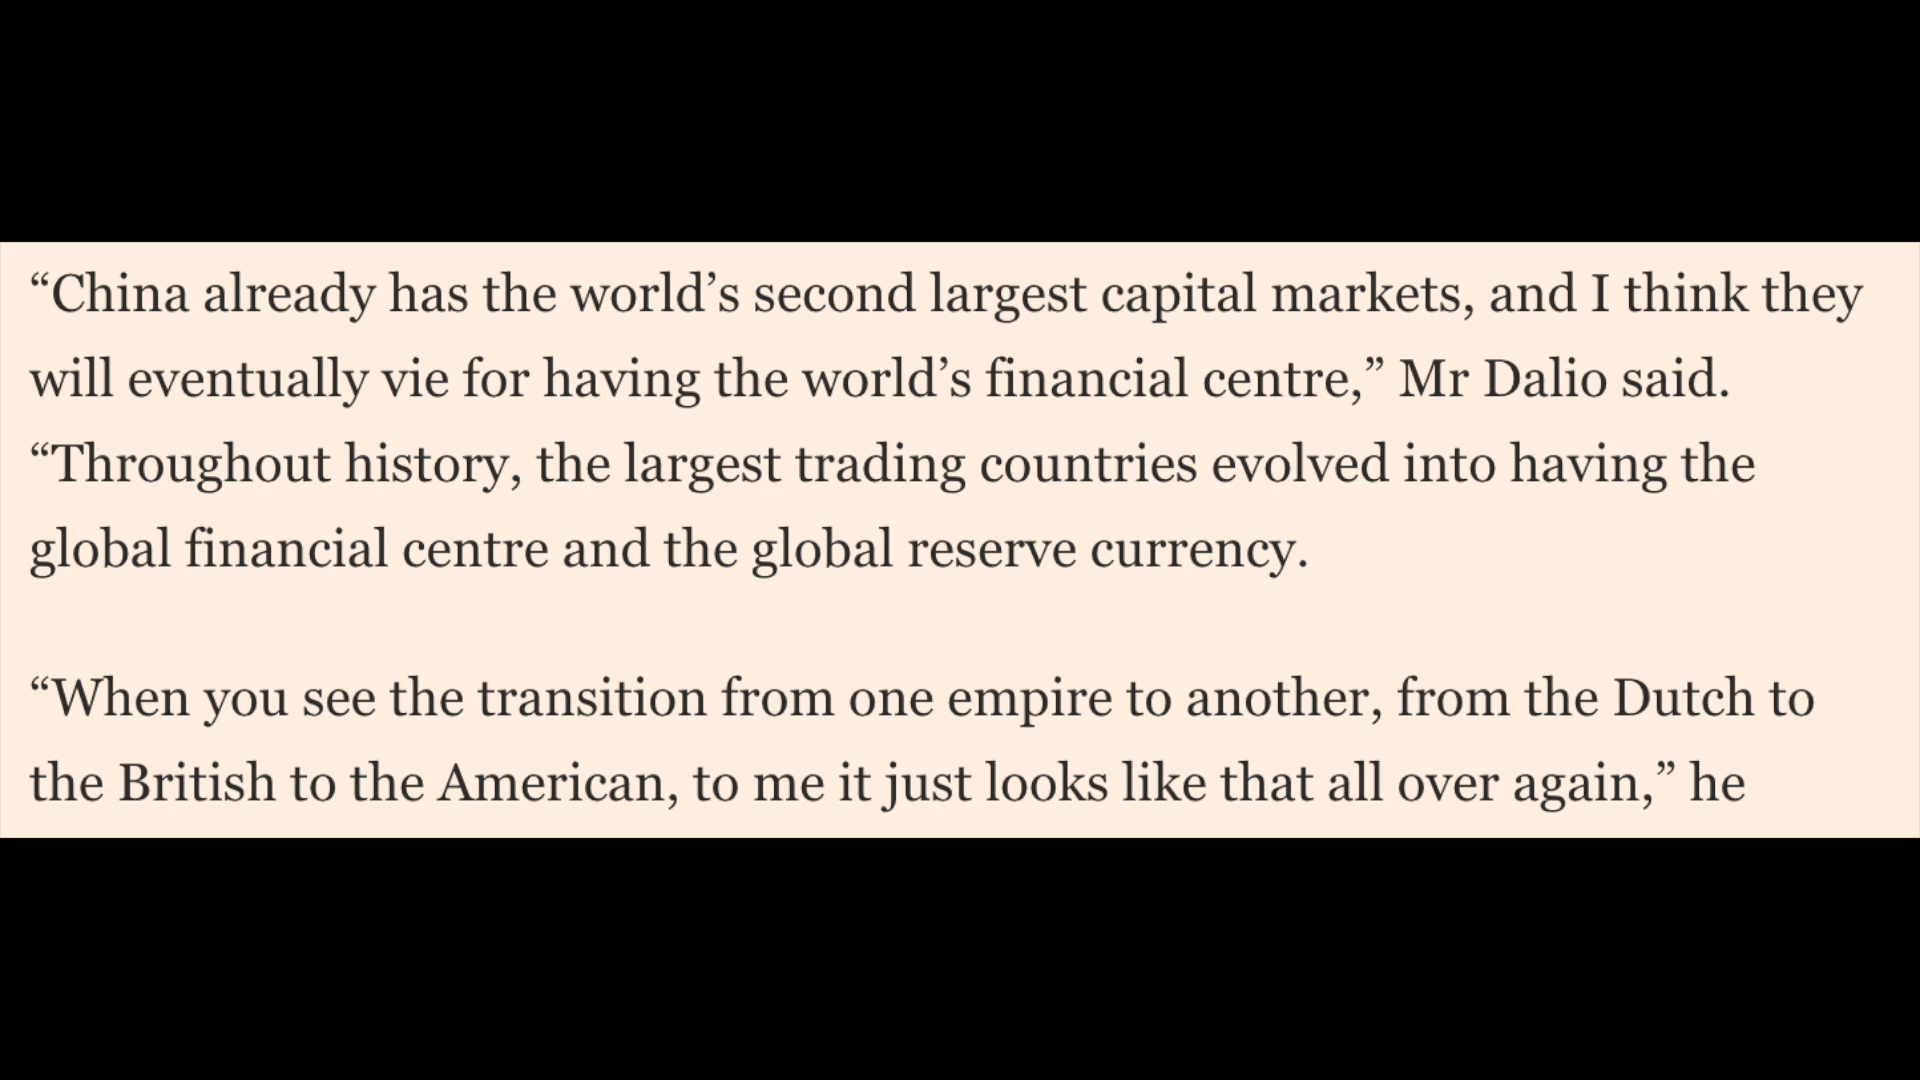 “China already has the world’s second largest capital markets, and I think they
will eventually vie for having the world’s financial centre,” Mr Dalio said.
“Throughout history, the largest trading countries evolved into having the
global financial centre and the global reserve currency.
“When you see the transition from one empire to another, from the Dutch to
the British to the American, to me it just looks like that all over again,” he